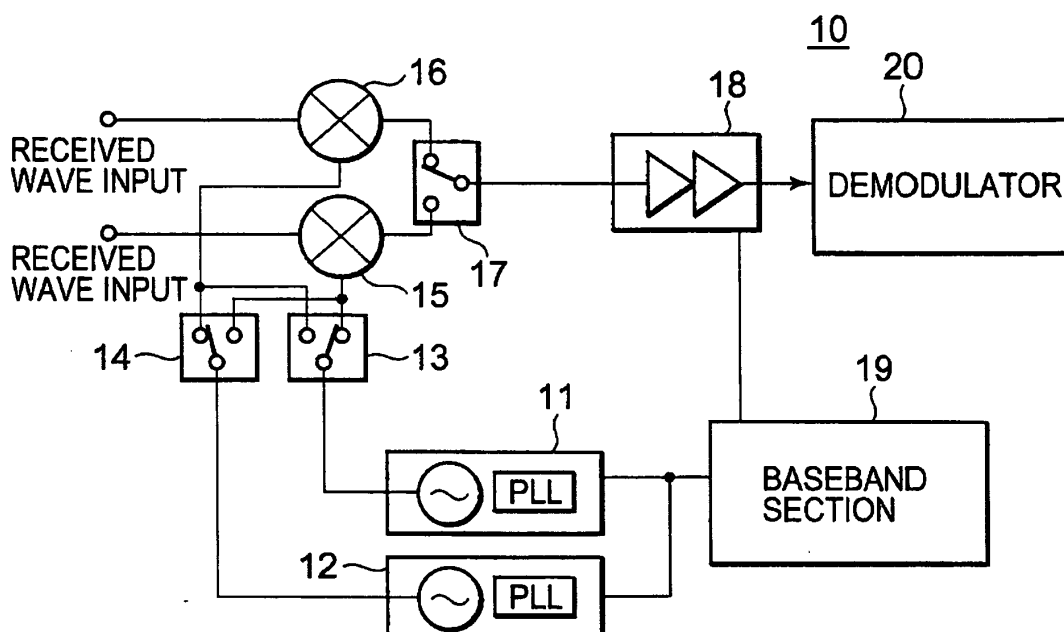 10
16
18
20
RECEIVED
WAVE INPUT
DEMODULATOR
17
RECEIVED
WAVE INPUT
15
14
13
11
19
PLL
BASEBAND
SECTION
12
PLL